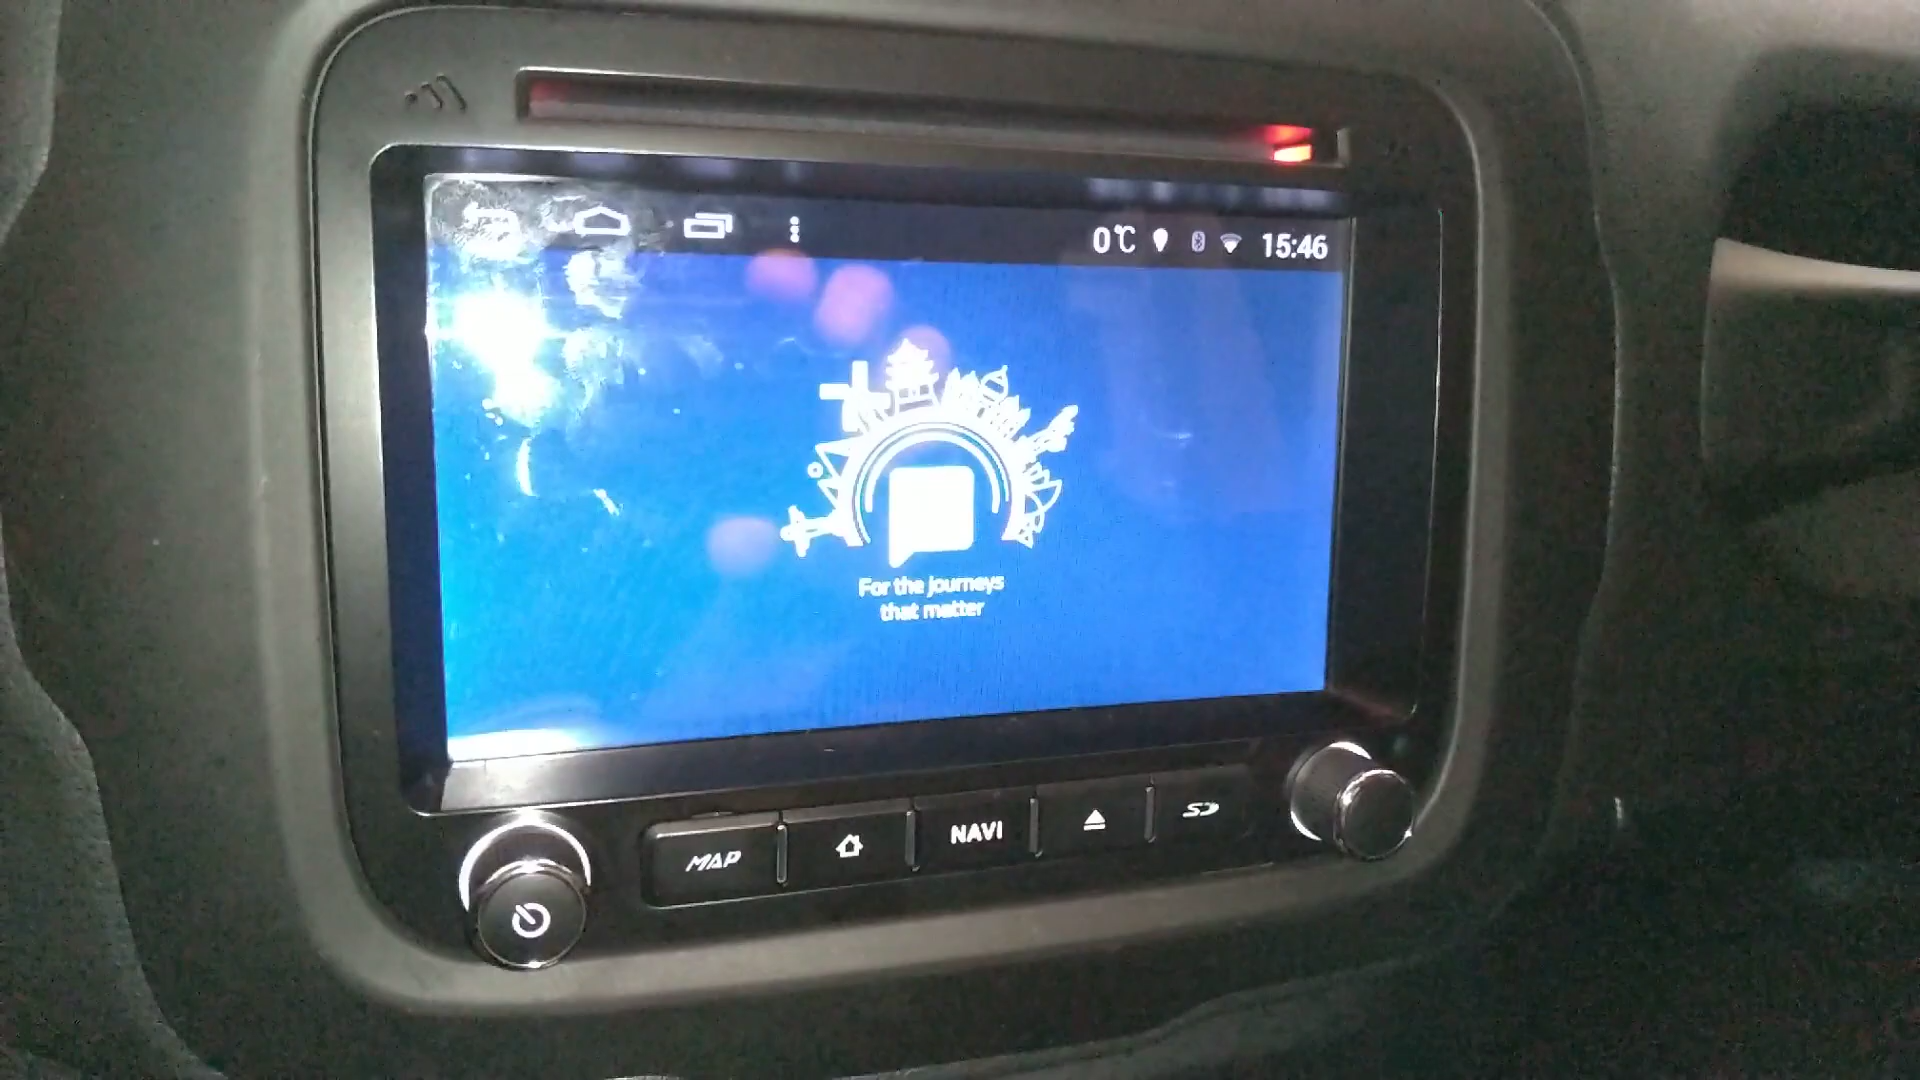 0℃ 15:46
For the journeys
that matter
MAP
NAVI
SD